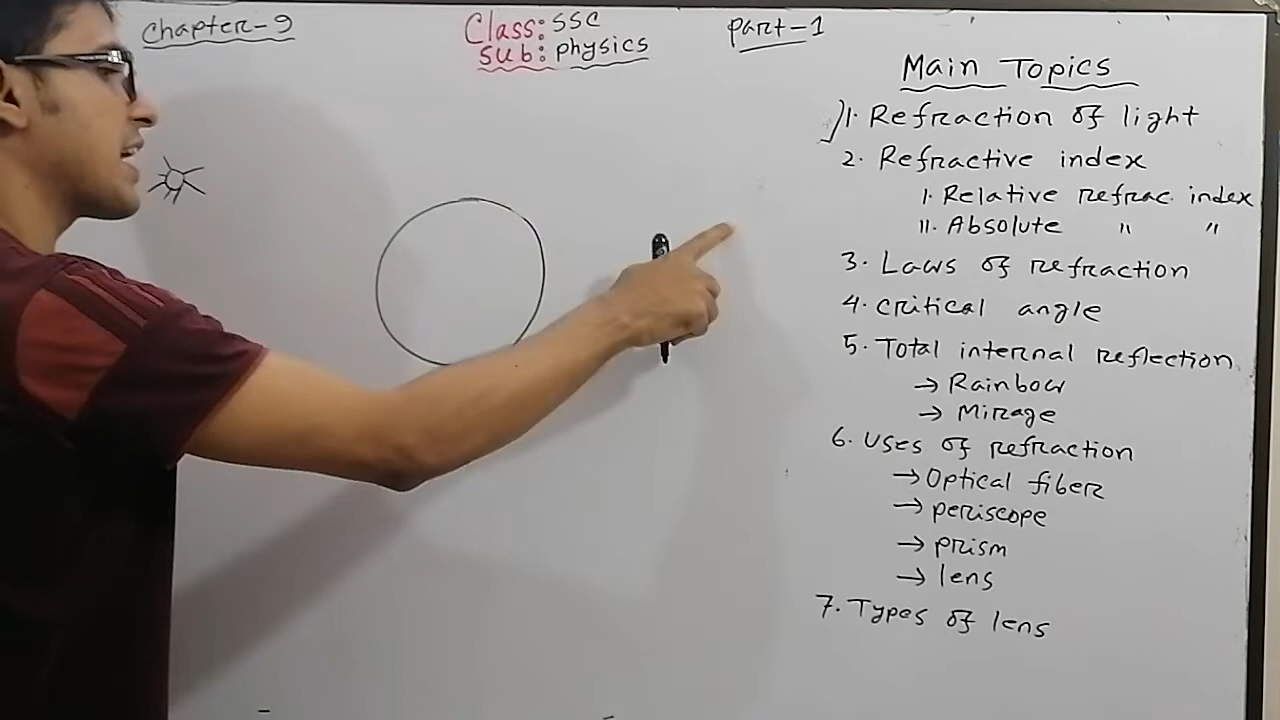 Chapter-9
Class: SSC
Sub: physics
part-1
Main Topics
1. Refraction of light
2. Refractive index
1. Relative refrac. index
11. Absolute " "
3. Laws of refraction
4. Critical angle
5. Total internal reflection
→ Rainbow
→ Mirage
6. Uses of refraction
→ Optical fiber
→ periscope
→ prism
→ lens
7. Types of lens